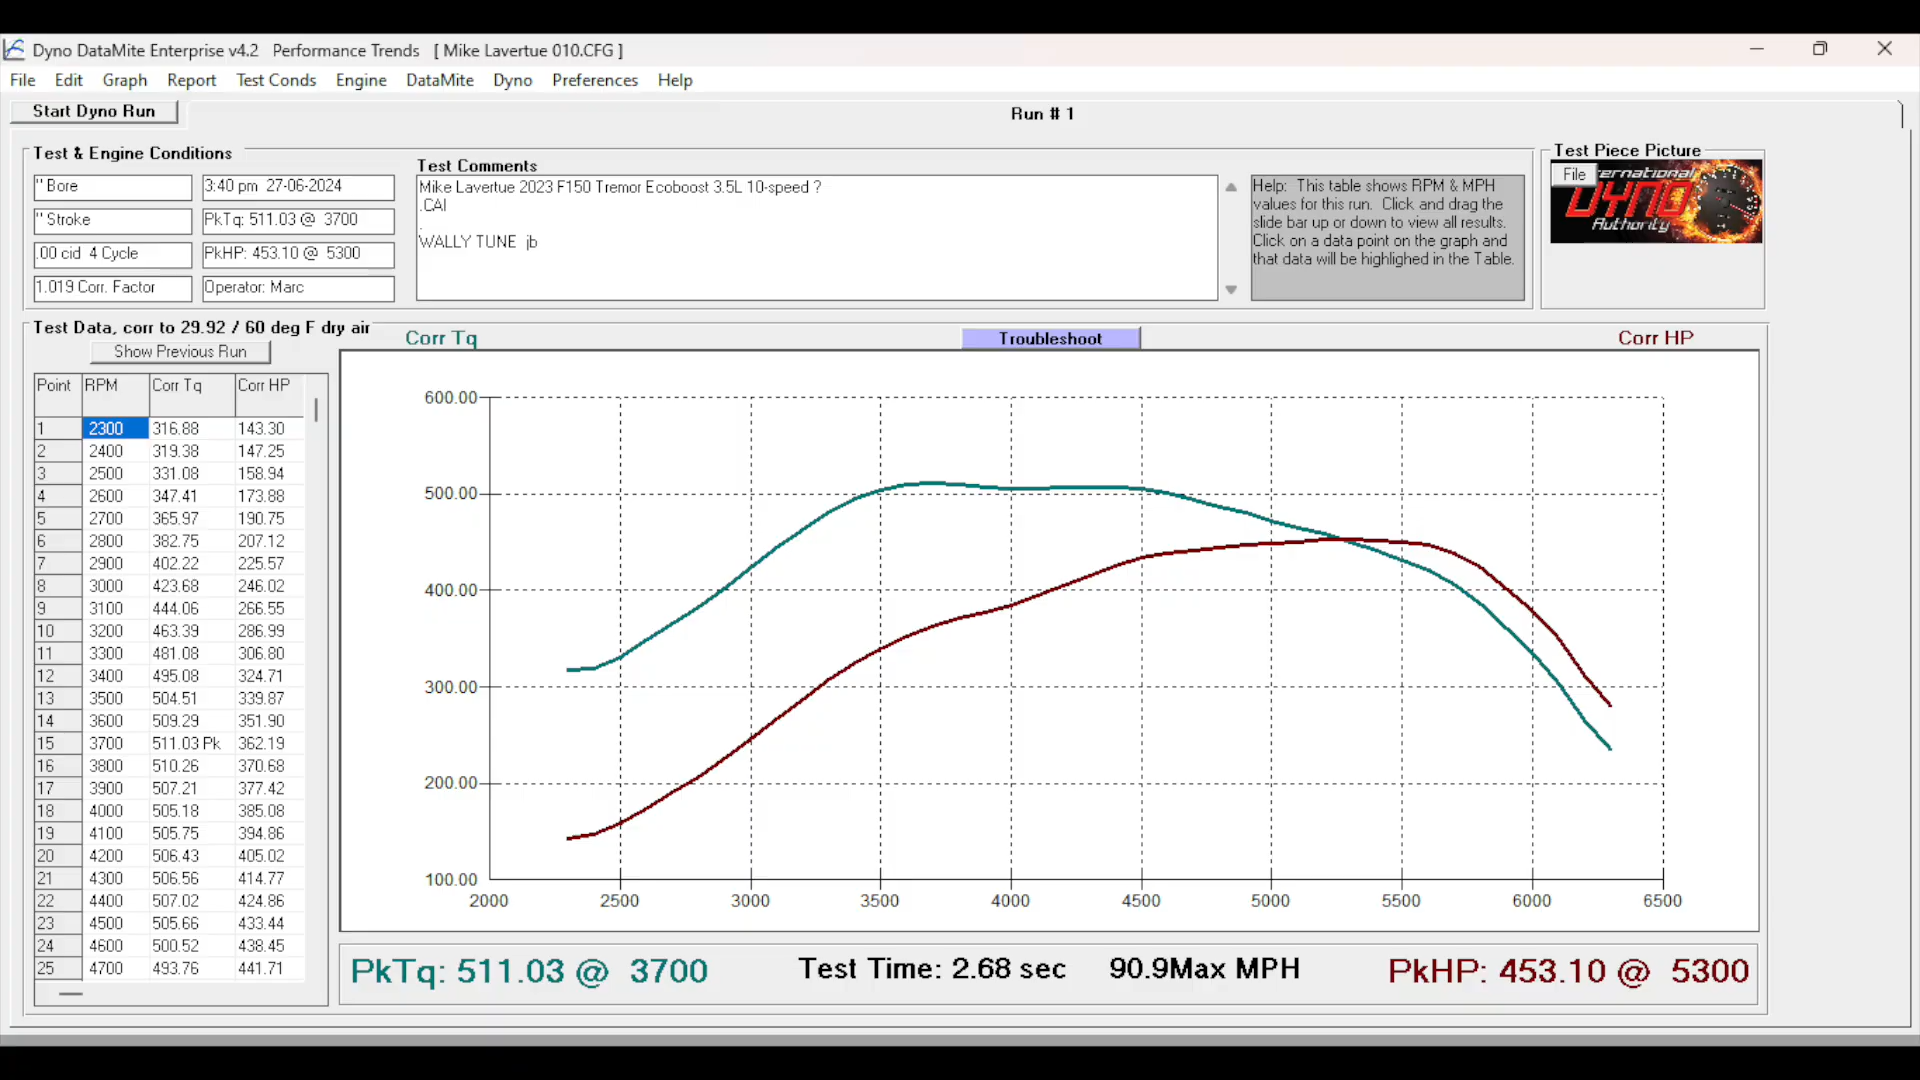 Dyno DataMite Enterprise v4.2   Performance Trends   [ Mike Lavertue 010.CFG ]
File   Edit   Graph   Report   Test Conds   Engine   DataMite   Dyno   Preferences   Help
Start Dyno Run
Run # 1
Test & Engine Conditions
" Bore
3:40 pm  27-06-2024
" Stroke
PkTq: 511.03 @  3700
.00 cid  4 Cycle
PkHP: 453.10 @  5300
1.019 Corr. Factor
Operator: Marc
Test Comments
Mike Lavertue 2023 F150 Tremor Ecoboost 3.5L 10-speed ?
.CAI
.
WALLY TUNE  jb
Help:  This table shows RPM & MPH
values for this run.  Click and drag the
slide bar up or down to view all results.
Click on a data point on the graph and
that data will be highlighed in the Table.
Test Piece Picture
File
ernational
DYNO
Authority
Test Data, corr to 29.92 / 60 deg F dry air
Show Previous Run
Point RPM Corr Tq Corr HP
1 2300 316.88 143.30
2 2400 319.38 147.25
3 2500 331.08 158.94
4 2600 347.41 173.88
5 2700 365.97 190.75
6 2800 382.75 207.12
7 2900 402.22 225.57
8 3000 423.68 246.02
9 3100 444.06 266.55
10 3200 463.39 286.99
11 3300 481.08 306.80
12 3400 495.08 324.71
13 3500 504.51 339.87
14 3600 509.29 351.90
15 3700 511.03 Pk 362.19
16 3800 510.26 370.68
17 3900 507.21 377.42
18 4000 505.18 385.08
19 4100 505.75 394.86
20 4200 506.43 405.02
21 4300 506.56 414.77
22 4400 507.02 424.86
23 4500 505.66 433.44
24 4600 500.52 438.45
25 4700 493.76 441.71
Corr Tq
Troubleshoot
Corr HP
600.00
500.00
400.00
300.00
200.00
100.00
2000 2500 3000 3500 4000 4500 5000 5500 6000 6500
PkTq: 511.03 @  3700
Test Time: 2.68 sec
90.9Max MPH
PkHP: 453.10 @  5300